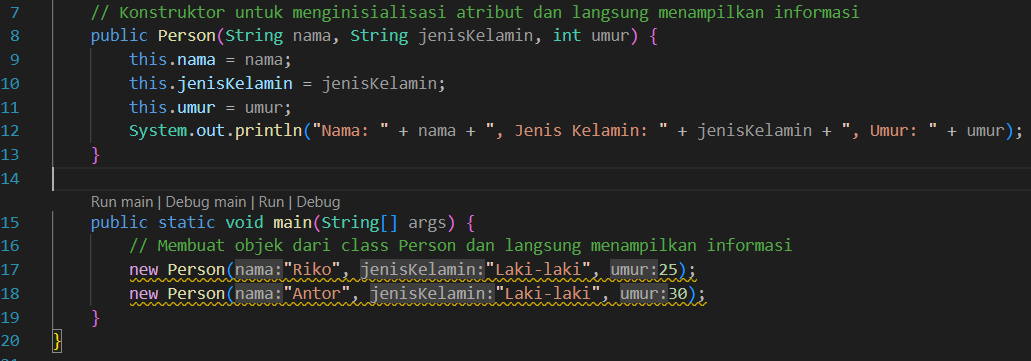 7 // Konstruktor untuk menginisialisasi atribut dan langsung menampilkan informasi
8 public Person(String nama, String jenisKelamin, int umur) {
9 this.nama = nama;
10 this.jenisKelamin = jenisKelamin;
11 this.umur = umur;
12 System.out.println("Nama: " + nama + ", Jenis Kelamin: " + jenisKelamin + ", Umur: " + umur);
13 }
14
Run main | Debug main | Run | Debug
15 public static void main(String[] args) {
16 // Membuat objek dari class Person dan langsung menampilkan informasi
17 new Person(nama:"Riko", jenisKelamin:"Laki-laki", umur:25);
18 new Person(nama:"Antor", jenisKelamin:"Laki-laki", umur:30);
19 }
20 }